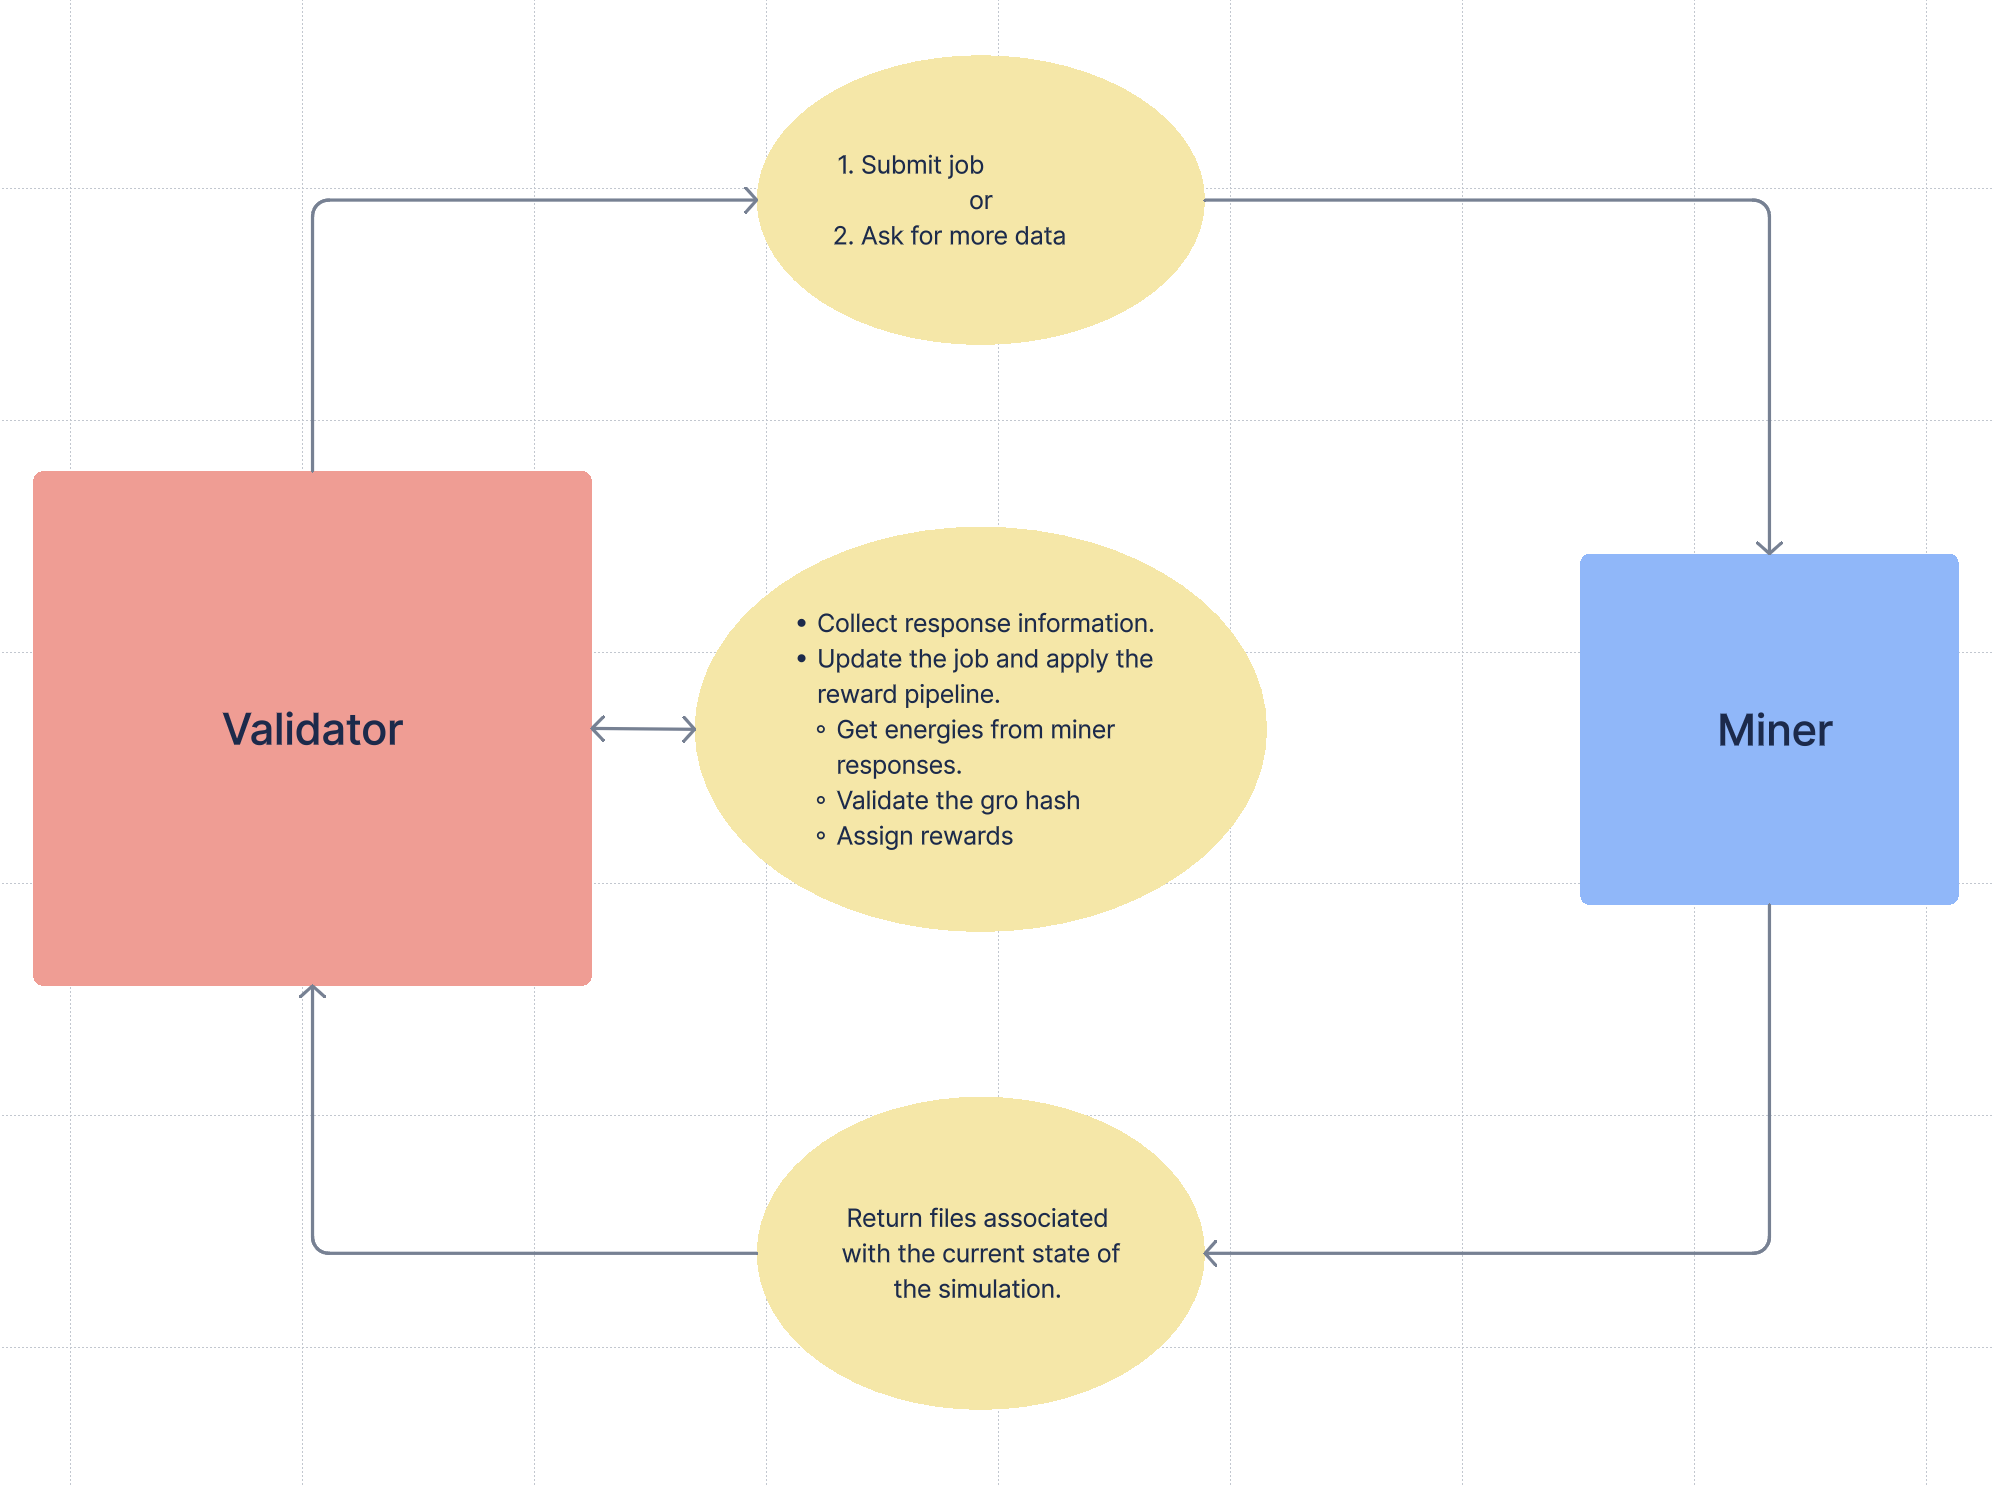 1. Submit job
or
2. Ask for more data
Validator
• Collect response information.
• Update the job and apply the
reward pipeline.
◦ Get energies from miner
responses.
◦ Validate the gro hash
◦ Assign rewards
Miner
Return files associated
with the current state of
the simulation.